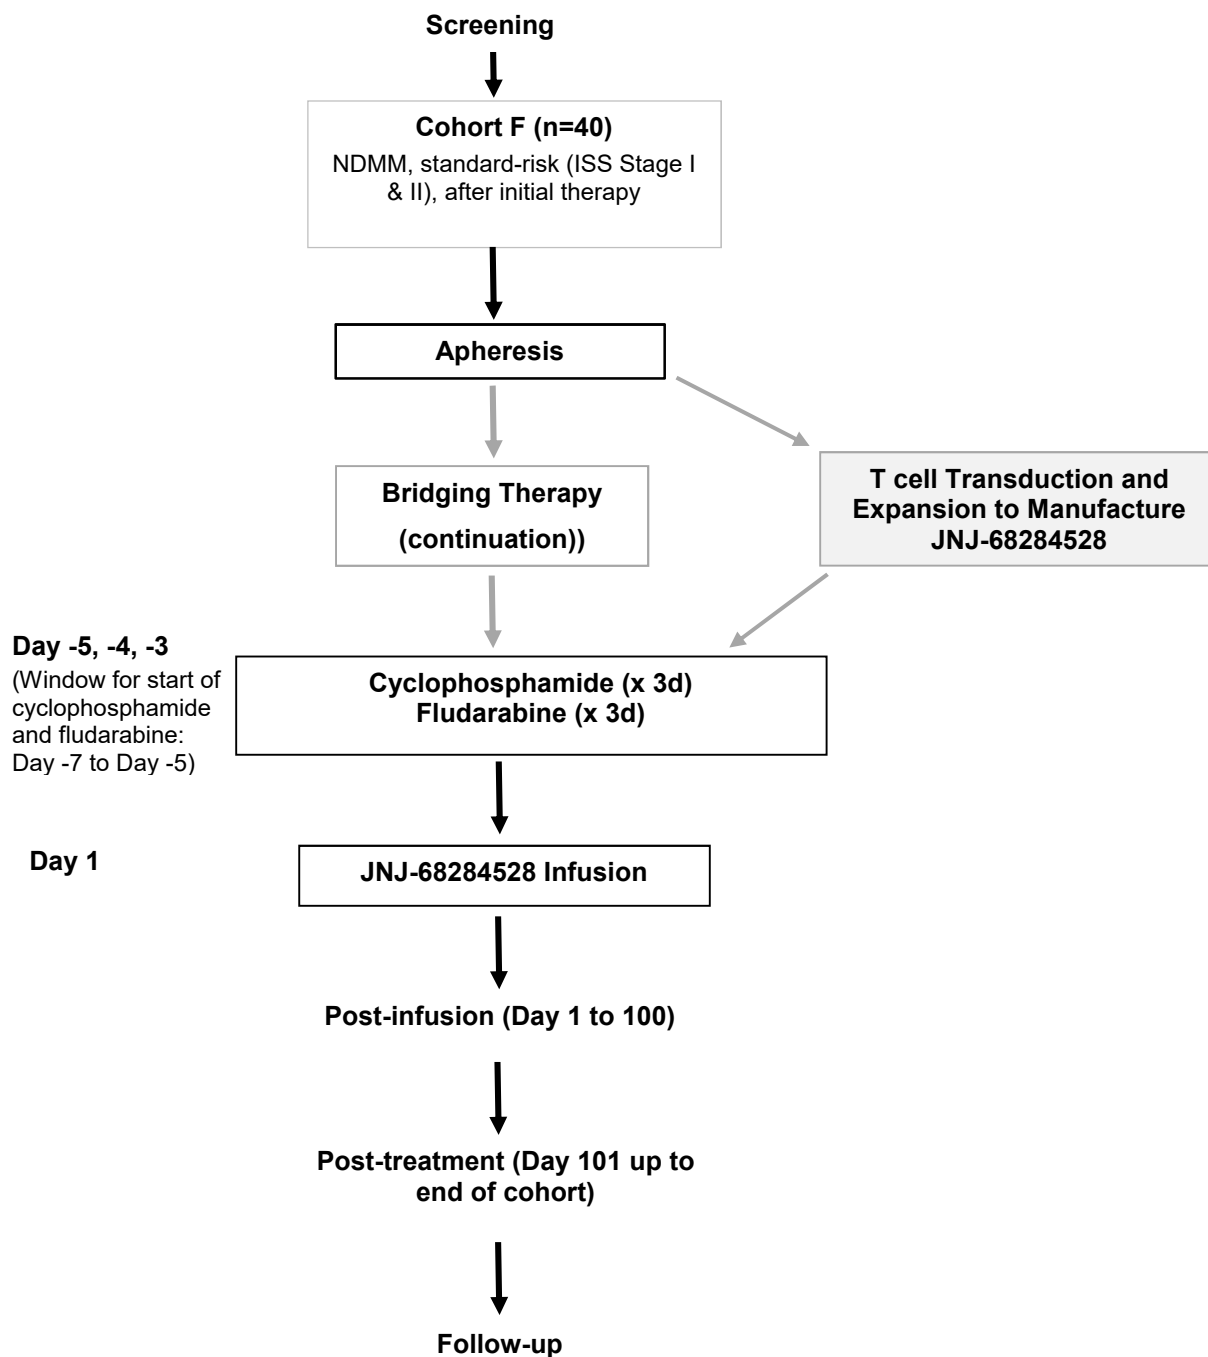 Screening
Cohort F (n=40)
NDMM, standard-risk (ISS Stage I
& II), after initial therapy
Apheresis
Bridging Therapy
(continuation))
T cell Transduction and
Expansion to Manufacture
JNJ-68284528
Day -5, -4, -3
(Window for start of
cyclophosphamide
and fludarabine:
Day -7 to Day -5)
Cyclophosphamide (x 3d)
Fludarabine (x 3d)
Day 1
JNJ-68284528 Infusion
Post-infusion (Day 1 to 100)
Post-treatment (Day 101 up to
end of cohort)
Follow-up